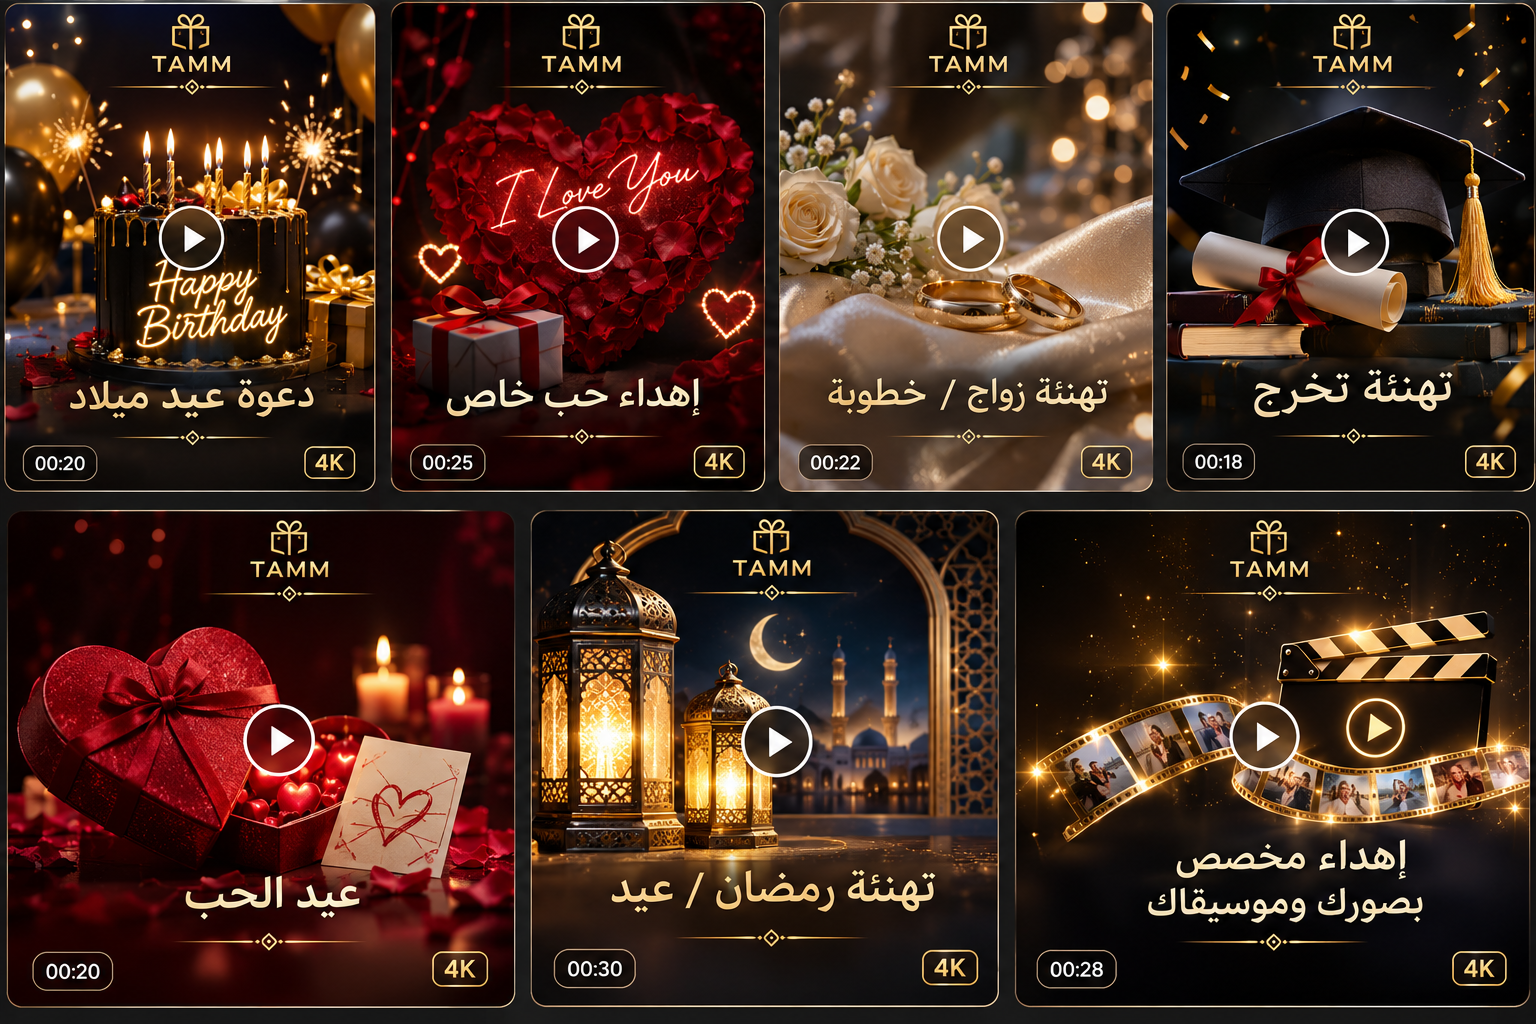 TAMM
I Love You
Happy
Birthday
دعوة عيد ميلاد
00:20
4K
TAMM
إهداء حب خاص
00:25
4K
TAMM
تهنئة زواج / خطوبة
00:22
4K
TAMM
تهنئة تخرج
00:18
4K
TAMM
عيد الحب
00:20
4K
TAMM
تهنئة رمضان / عيد
00:30
4K
TAMM
إهداء مخصص
بصورك وموسيقاك
00:28
4K